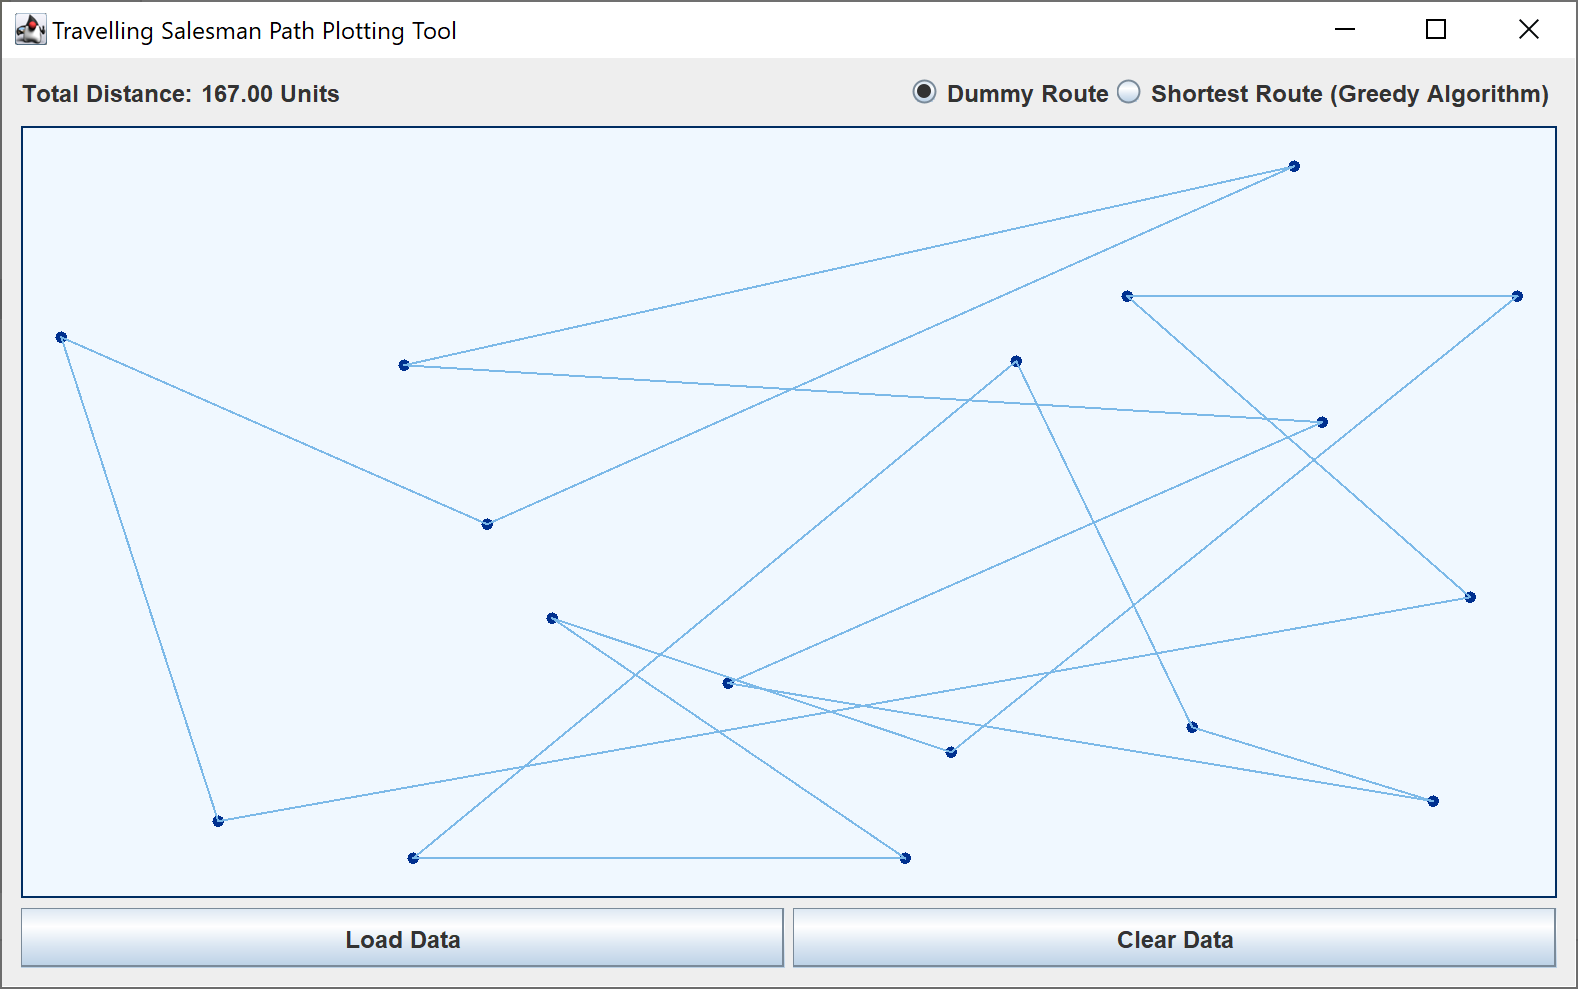 Travelling Salesman Path Plotting Tool
Total Distance: 167.00 Units
Dummy Route
Shortest Route (Greedy Algorithm)
Load Data
Clear Data